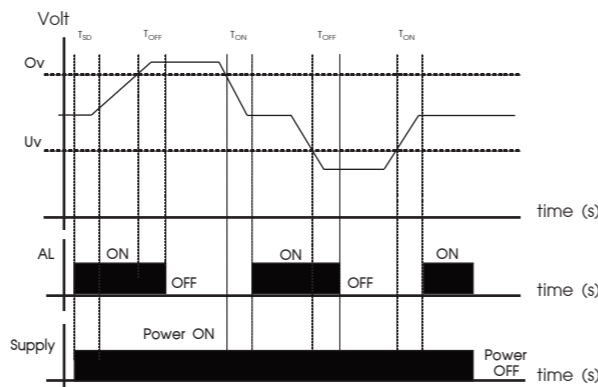 Volt
TSD TOFF TON TOFF TON
Ov
Uv
time (s)
AL ON ON ON
OFF OFF
time (s)
Power ON
Supply
Power
OFF
time (s)